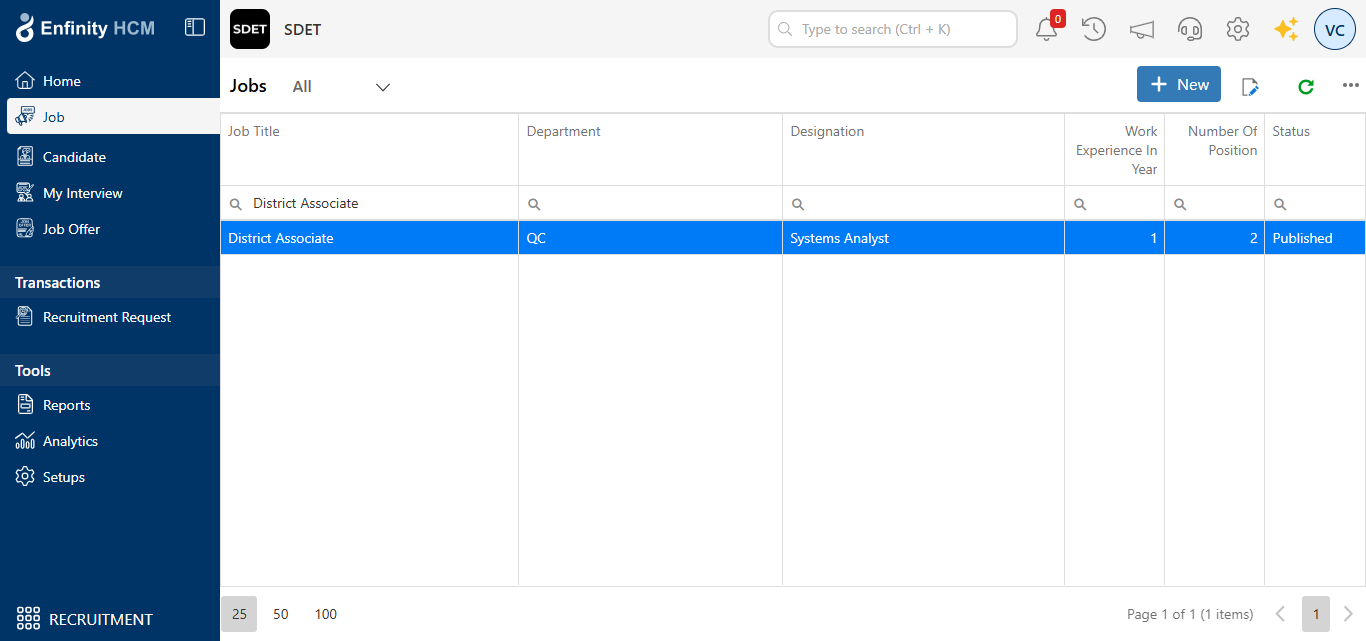 Enfinity HCM
SDET
SDET
Type to search (Ctrl + K)
0
VC
Home
Job
Candidate
My Interview
Job Offer
Transactions
Recruitment Request
Tools
Reports
Analytics
Setups
RECRUITMENT
Jobs
All
New
Job Title
Department
Designation
Work
Experience In
Year
Number Of
Position
Status
District Associate
District Associate
QC
Systems Analyst
1
2
Published
25
50
100
Page 1 of 1 (1 items)
1